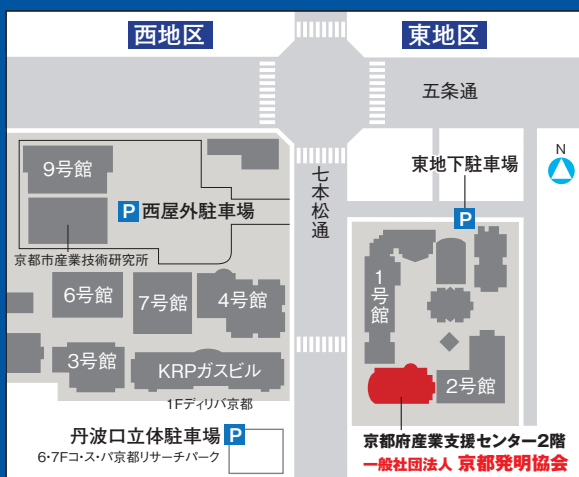 西地区
東地区
五条通
N
七本松通
東地下駐車場
P
9号館
P 西屋外駐車場
京都市産業技術研究所
6号館
7号館
4号館
1号館
3号館
KRPガスビル
2号館
1Fディリパ京都
丹波口立体駐車場 P
6・7Fコ・ス・パ京都リサーチパーク
京都府産業支援センター2階
一般社団法人 京都発明協会